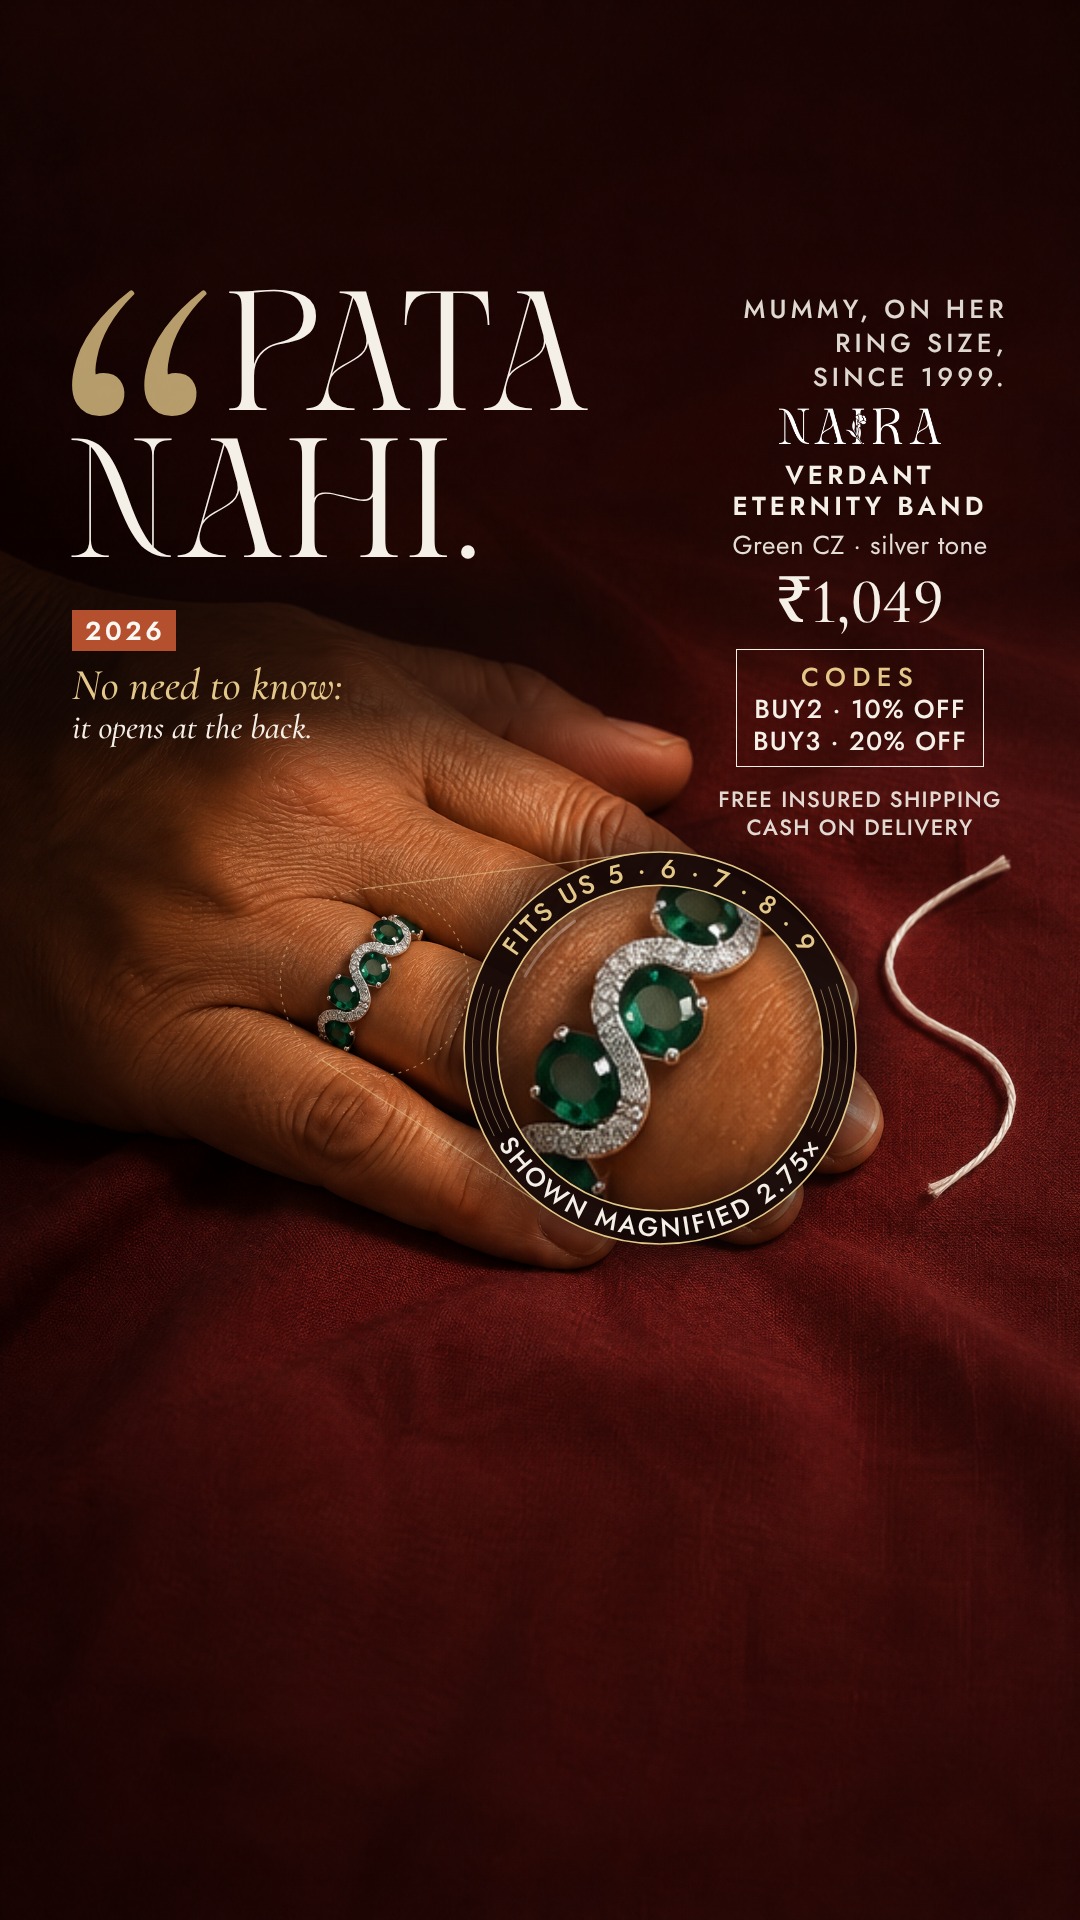 “PATA
NAHI.
MUMMY, ON HER
RING SIZE,
SINCE 1999.
NAIRA
VERDANT
ETERNITY BAND
Green CZ · silver tone
₹1,049
CODES
BUY2 · 10% OFF
BUY3 · 20% OFF
FREE INSURED SHIPPING
CASH ON DELIVERY
2026
No need to know:
it opens at the back.
FITS US 5 · 6 · 7 · 8 · 9
SHOWN MAGNIFIED 2.75×